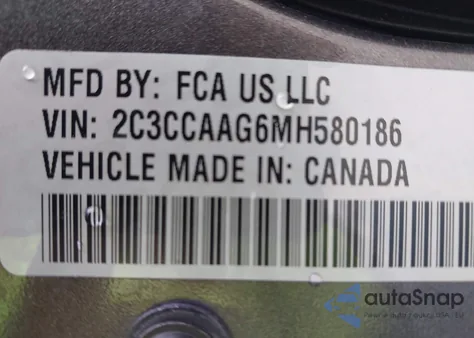 MFD BY: FCA US LLC
VIN: 2C3CCAAG6MH580186
VEHICLE MADE IN: CANADA
autoSnap